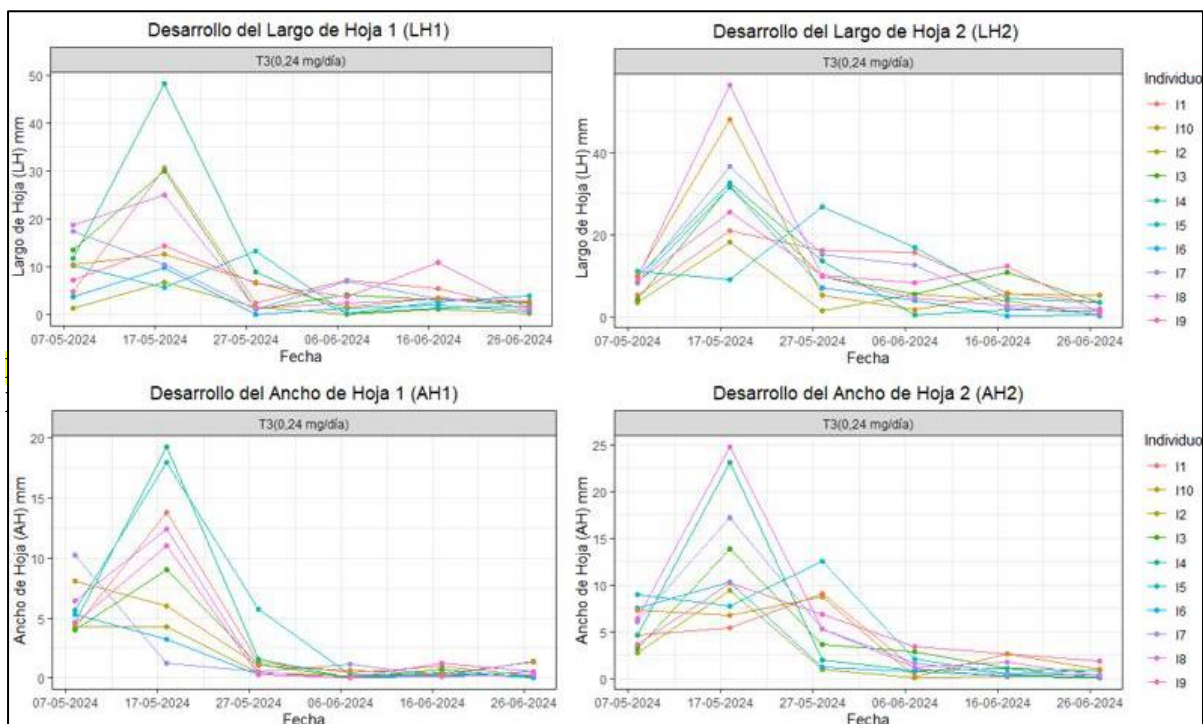 Desarrollo del Largo de Hoja 1 (LH1)
T3(0,24 mg/día)
Largo de Hoja (LH) mm
50
40
30
20
10
0
07-05-2024 17-05-2024 27-05-2024 06-06-2024 16-06-2024 26-06-2024
Fecha
Desarrollo del Largo de Hoja 2 (LH2)
T3(0,24 mg/día)
Largo de Hoja (LH) mm
40
20
0
07-05-2024 17-05-2024 27-05-2024 06-06-2024 16-06-2024 26-06-2024
Fecha
Individuo
I1
I10
I2
I3
I4
I5
I6
I7
I8
I9
Desarrollo del Ancho de Hoja 1 (AH1)
T3(0,24 mg/día)
Ancho de Hoja (AH) mm
20
15
10
5
0
07-05-2024 17-05-2024 27-05-2024 06-06-2024 16-06-2024 26-06-2024
Fecha
Desarrollo del Ancho de Hoja 2 (AH2)
T3(0,24 mg/día)
Ancho de Hoja (AH) mm
25
20
15
10
5
0
07-05-2024 17-05-2024 27-05-2024 06-06-2024 16-06-2024 26-06-2024
Fecha
Individuo
I1
I10
I2
I3
I4
I5
I6
I7
I8
I9